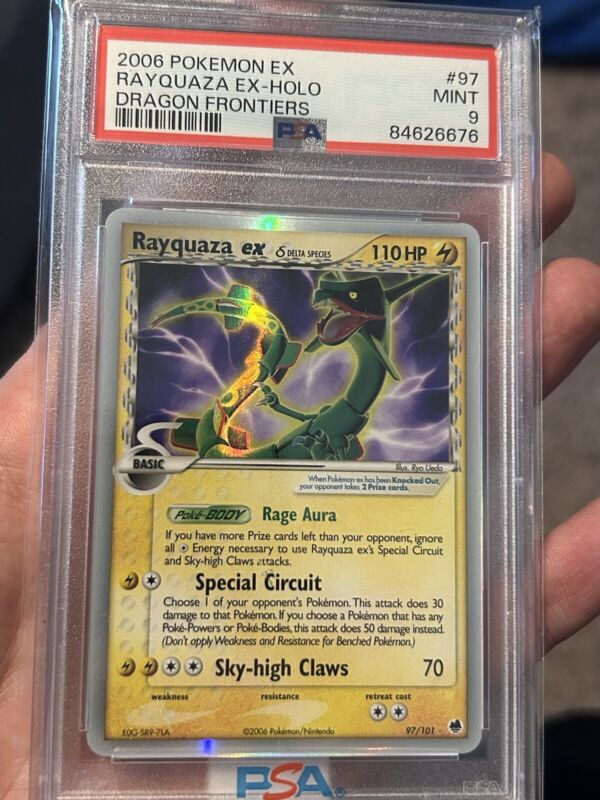 2006 POKEMON EX #97
RAYQUAZA EX-HOLO MINT
DRAGON FRONTIERS 9
PSA 84626676
Rayquaza ex δ DELTA SPECIES 110 HP
BASIC
Illus. Ryo Ueda
When Pokémon-ex has been Knocked Out,
your opponent takes 2 Prize cards.
Poké-BODY Rage Aura
If you have more Prize cards left than your opponent, ignore
all Energy necessary to use Rayquaza ex's Special Circuit
and Sky-high Claws attacks.
Special Circuit
Choose 1 of your opponent's Pokémon. This attack does 30
damage to that Pokémon. If you choose a Pokémon that has any
Poké-Powers or Poké-Bodies, this attack does 50 damage instead.
(Don't apply Weakness and Resistance for Benched Pokémon.)
Sky-high Claws 70
weakness resistance retreat cost
E0G-SR9-7LA ©2006 Pokémon/Nintendo 97/101
PSA
PSA